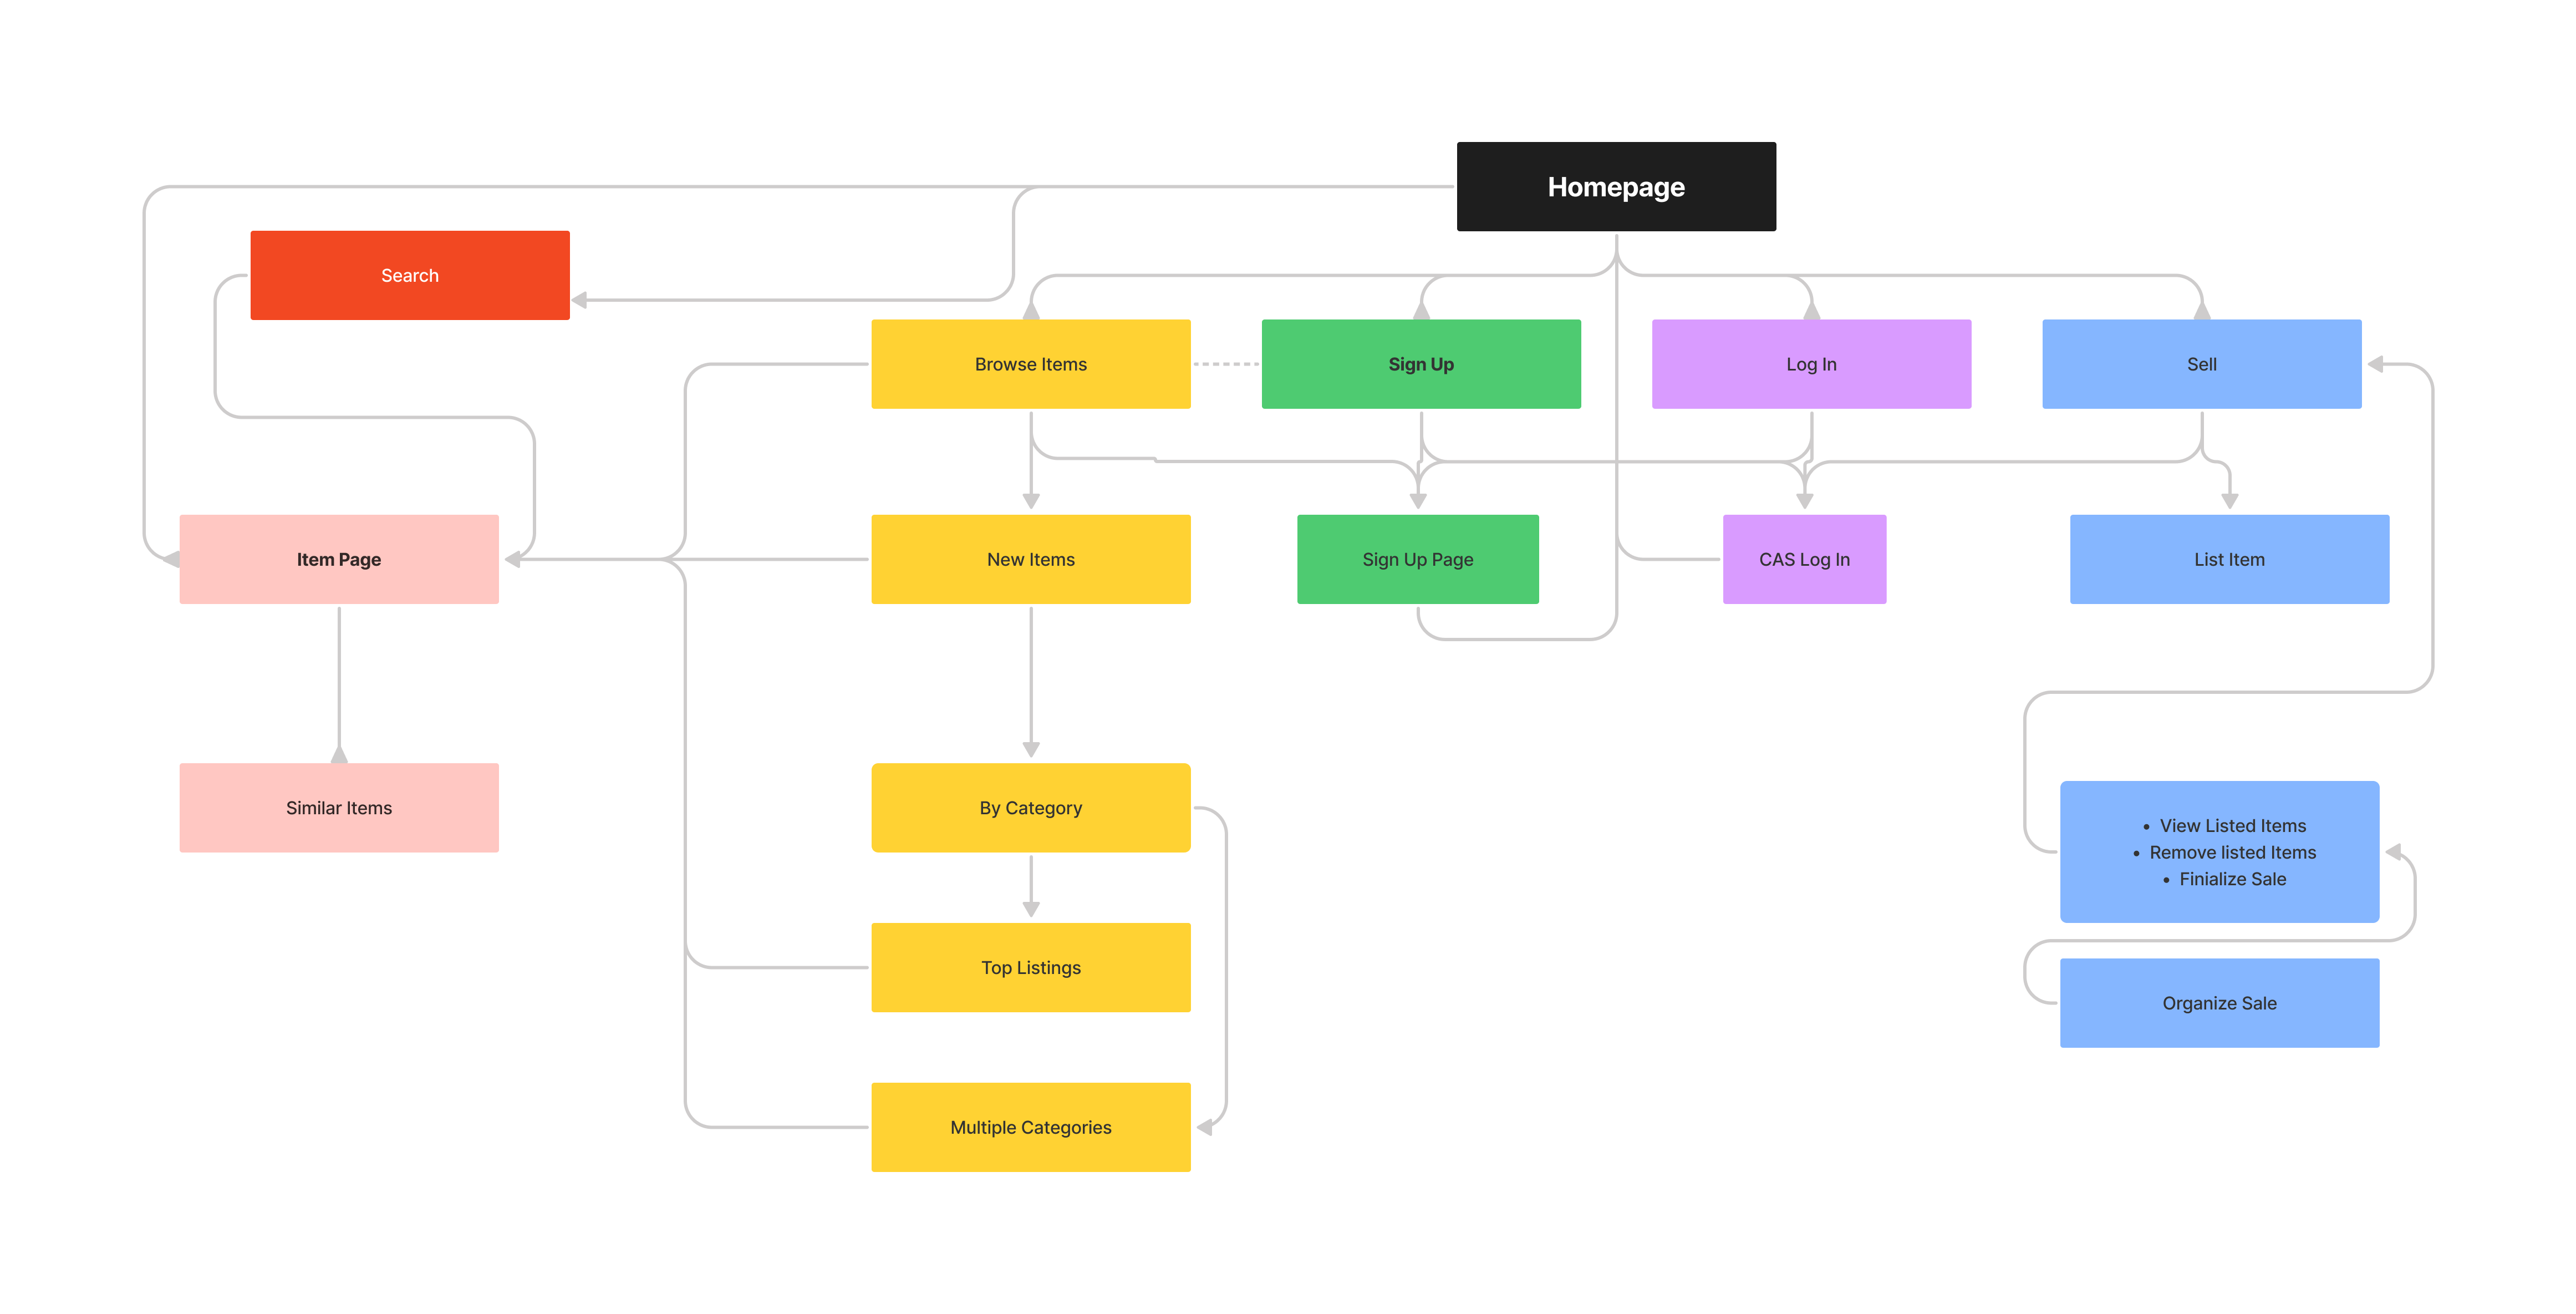 Homepage
Search
Browse Items
Sign Up
Log In
Sell
Item Page
New Items
Sign Up Page
CAS Log In
List Item
Similar Items
By Category
• View Listed Items
• Remove listed Items
• Finialize Sale
Top Listings
Organize Sale
Multiple Categories